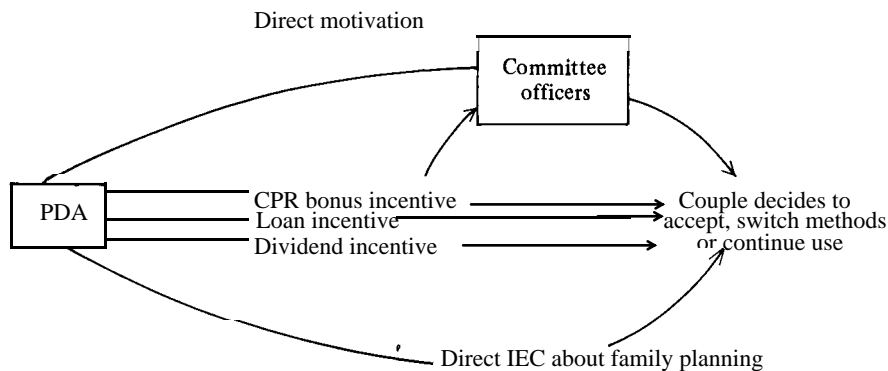 Direct motivation
Committee
officers
PDA
CPR bonus incentive
Loan incentive
Dividend incentive
Couple decides to
accept, switch methods
or continue use
Direct IEC about family planning